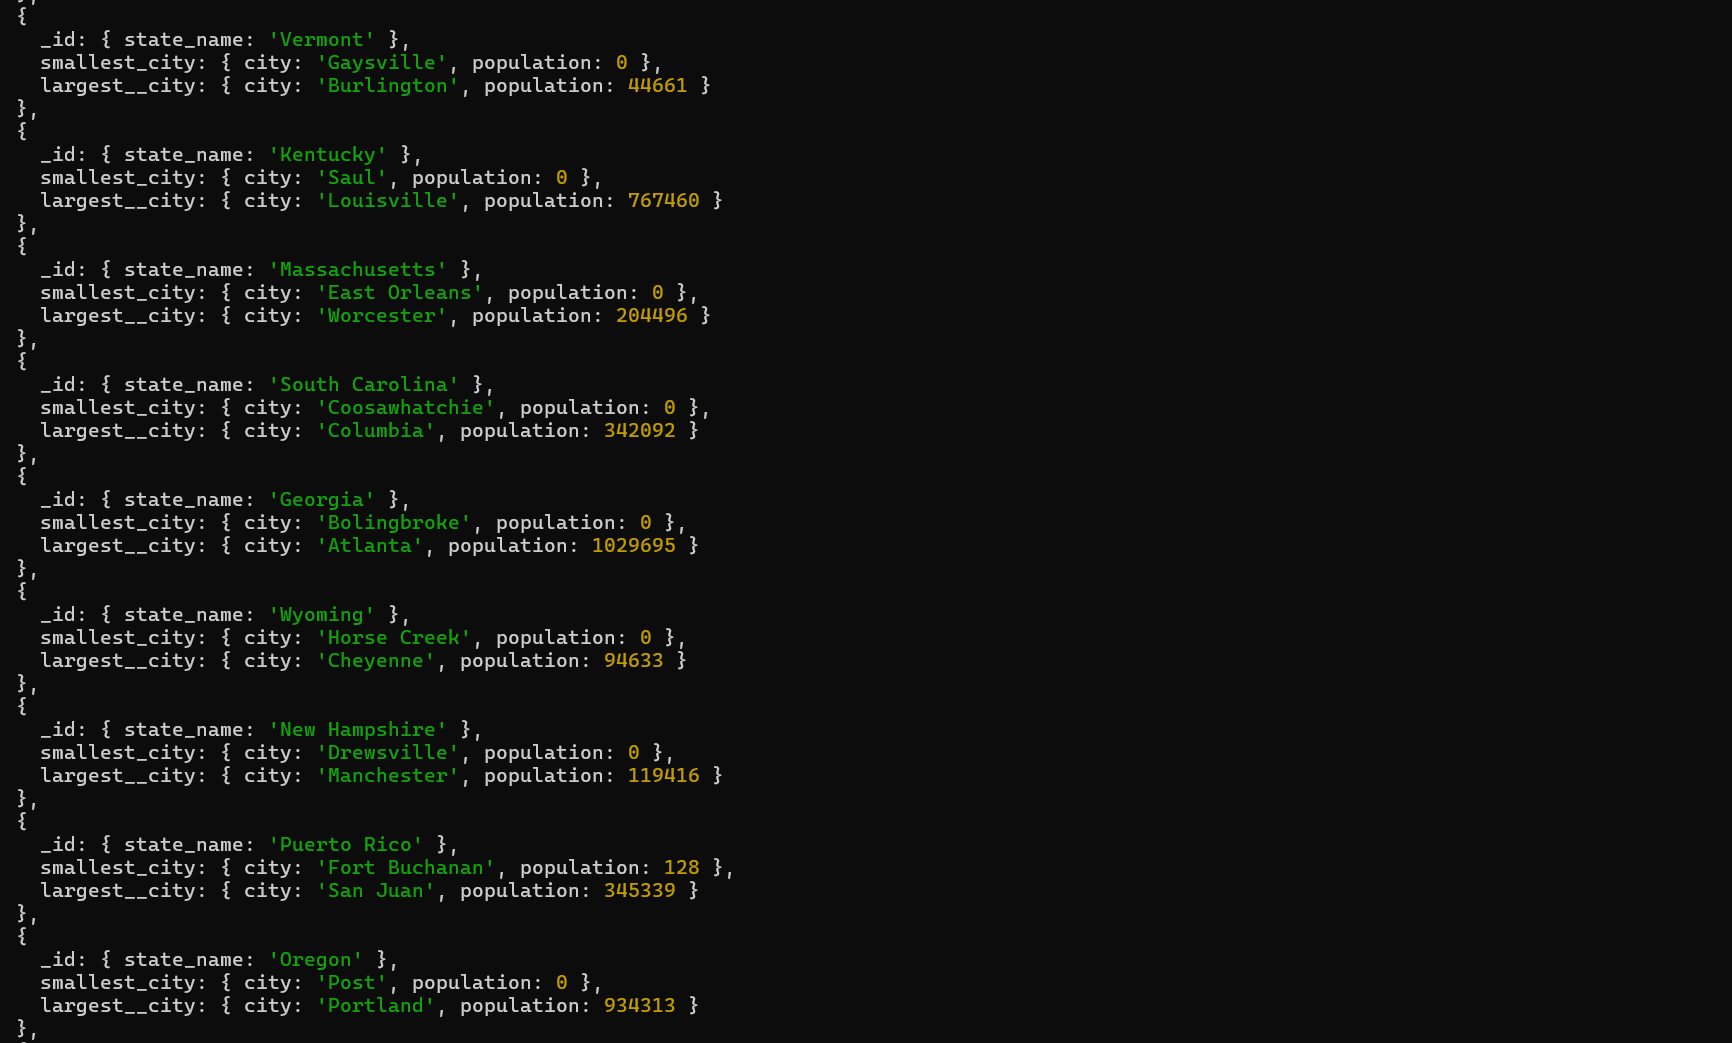 },
{
  _id: { state_name: 'Vermont' },
  smallest_city: { city: 'Gaysville', population: 0 },
  largest__city: { city: 'Burlington', population: 44661 }
},
{
  _id: { state_name: 'Kentucky' },
  smallest_city: { city: 'Saul', population: 0 },
  largest__city: { city: 'Louisville', population: 767460 }
},
{
  _id: { state_name: 'Massachusetts' },
  smallest_city: { city: 'East Orleans', population: 0 },
  largest__city: { city: 'Worcester', population: 204496 }
},
{
  _id: { state_name: 'South Carolina' },
  smallest_city: { city: 'Coosawhatchie', population: 0 },
  largest__city: { city: 'Columbia', population: 342092 }
},
{
  _id: { state_name: 'Georgia' },
  smallest_city: { city: 'Bolingbroke', population: 0 },
  largest__city: { city: 'Atlanta', population: 1029695 }
},
{
  _id: { state_name: 'Wyoming' },
  smallest_city: { city: 'Horse Creek', population: 0 },
  largest__city: { city: 'Cheyenne', population: 94633 }
},
{
  _id: { state_name: 'New Hampshire' },
  smallest_city: { city: 'Drewsville', population: 0 },
  largest__city: { city: 'Manchester', population: 119416 }
},
{
  _id: { state_name: 'Puerto Rico' },
  smallest_city: { city: 'Fort Buchanan', population: 128 },
  largest__city: { city: 'San Juan', population: 345339 }
},
{
  _id: { state_name: 'Oregon' },
  smallest_city: { city: 'Post', population: 0 },
  largest__city: { city: 'Portland', population: 934313 }
},